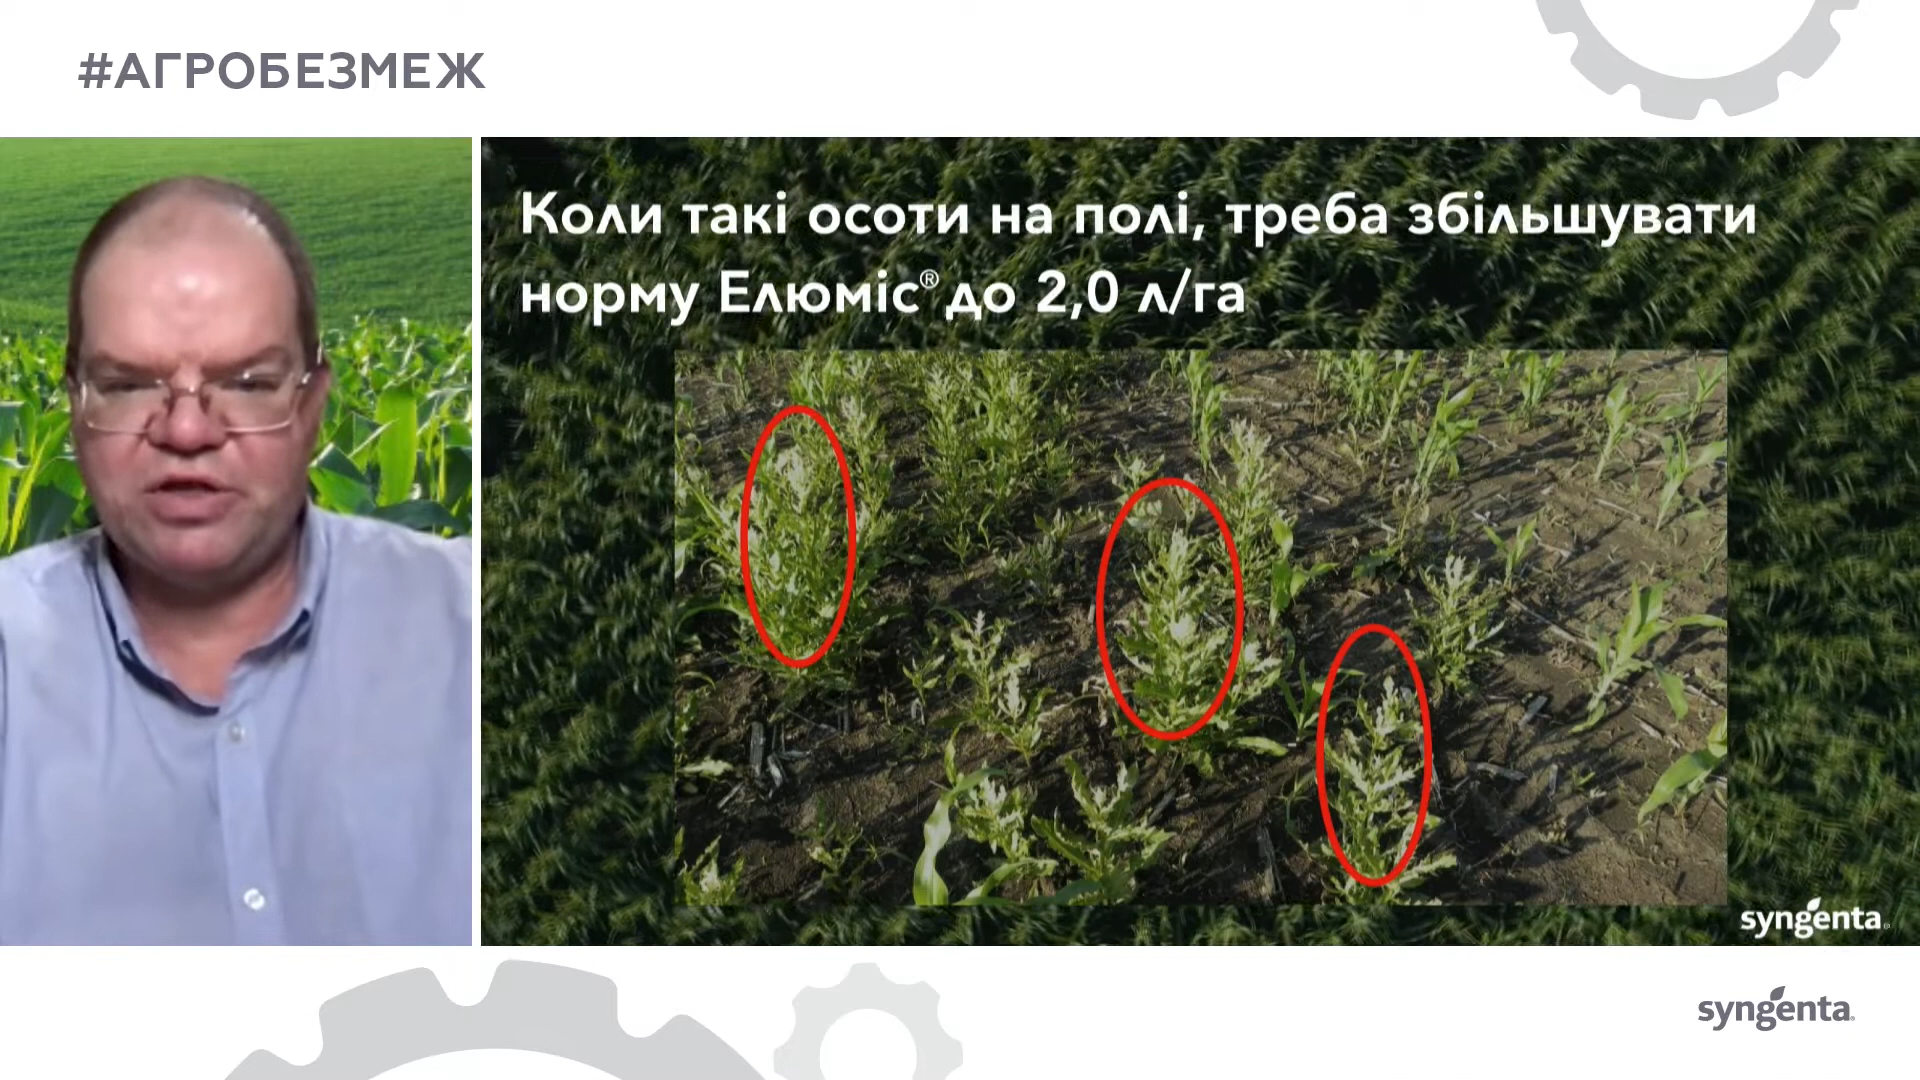 #АГРОБЕЗМЕЖ
Коли такі осоти на полі, треба збільшувати
норму Елюміс® до 2,0 л/га
syngenta
syngenta